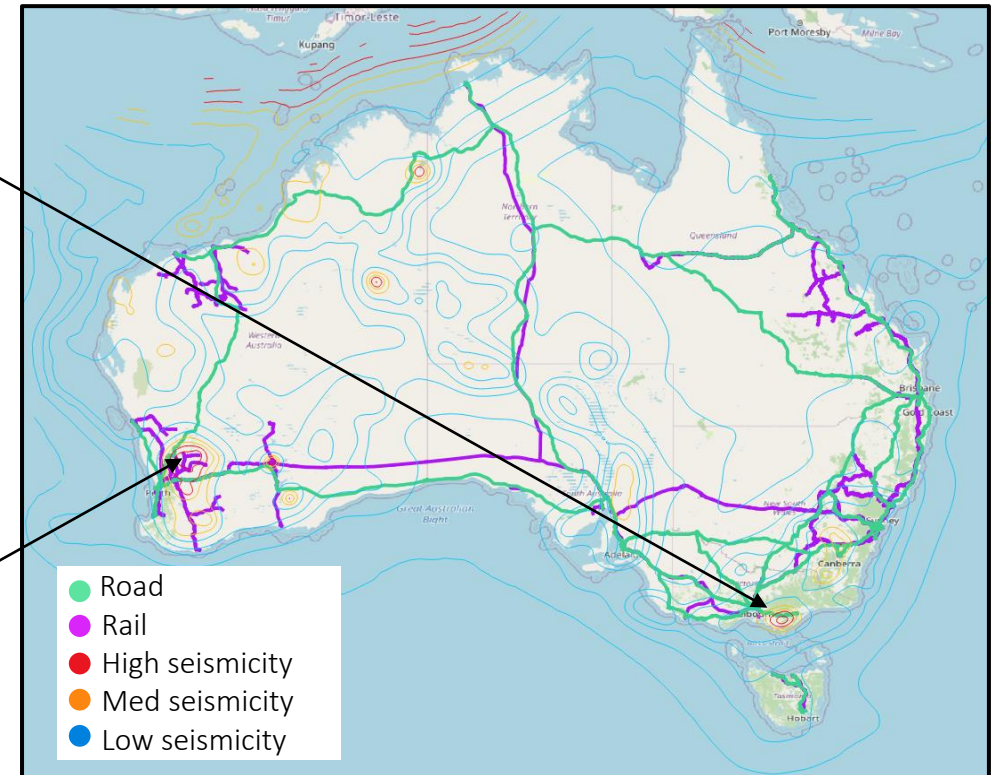 Timor-Leste
Timur
Kupang
Port Moresby
Milne Bay
Northern
Territory
Queensland
Western
Australia
Brisbane
Gold Coast
Perth
South Australia
Great Australian
Bight
New South
Wales
Sydney
Adelaide
Canberra
Tasmania
Hobart
Road
Rail
High seismicity
Med seismicity
Low seismicity